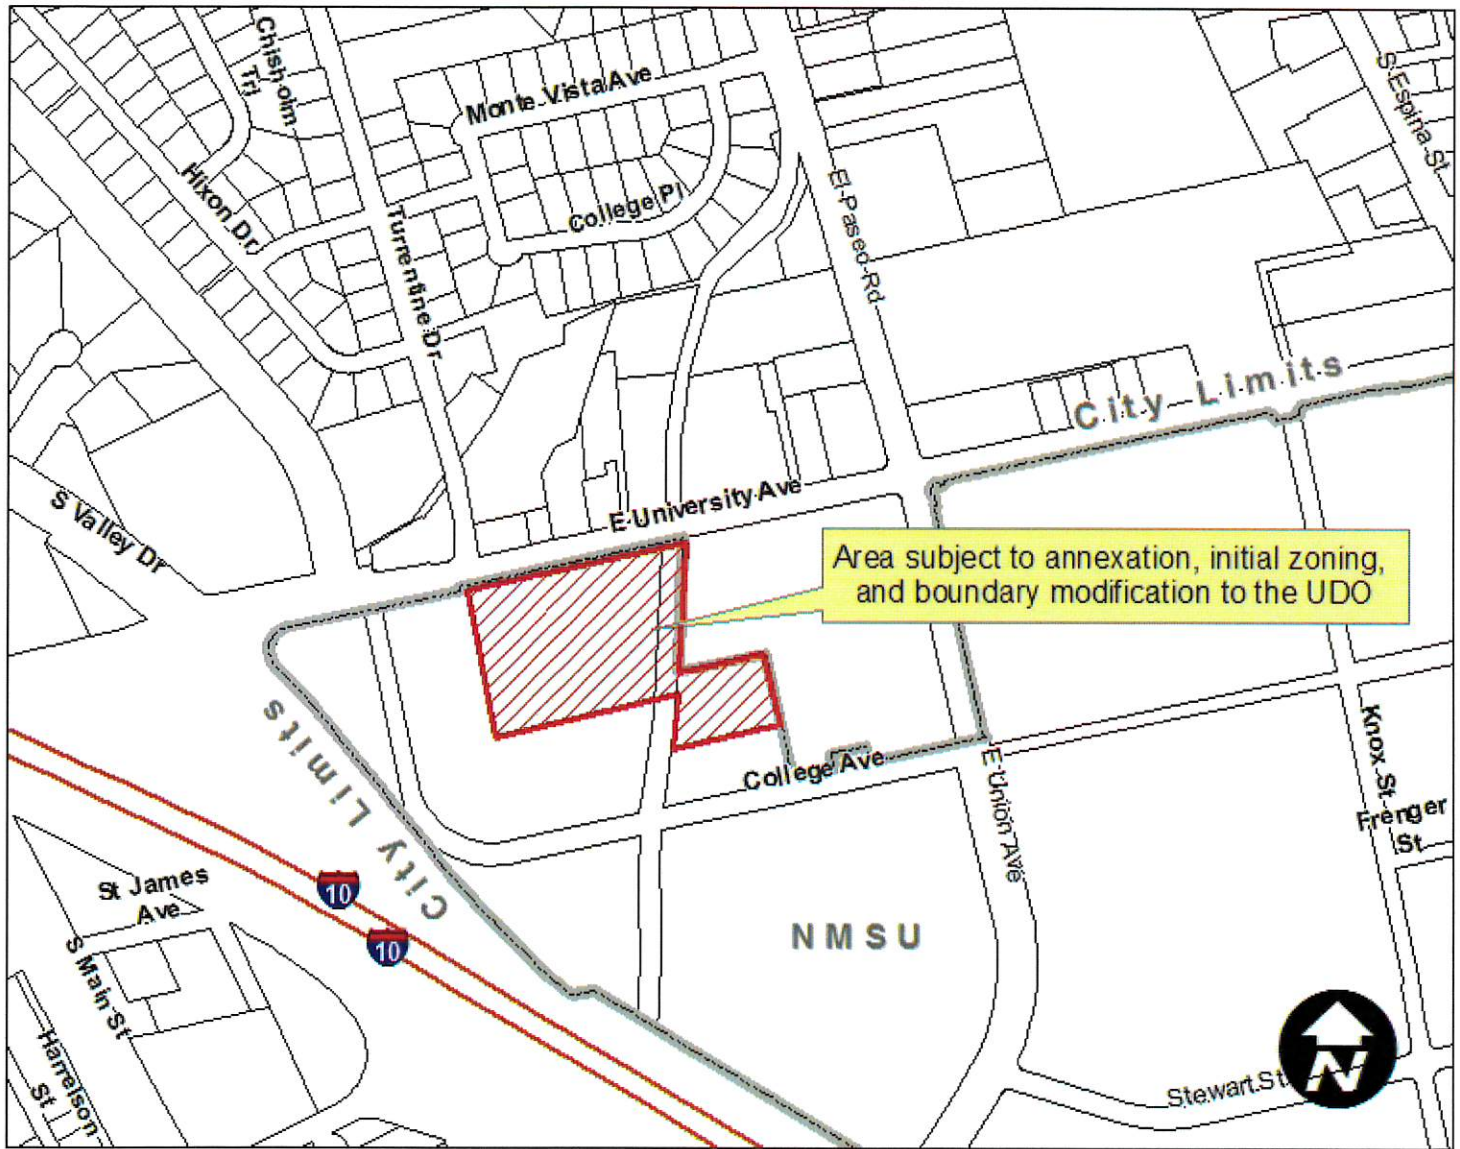 Chisholm
Trl
Monte Vista Ave
S Espina St
Hixon Dr
College Pl
El Paseo Rd
Turrentine Dr
City Limits
S Valley Dr
E University Ave
Area subject to annexation, initial zoning,
and boundary modification to the UDO
City Limits
College Ave
E Union Ave
Knox St
Frenger
St
St James
Ave
10
10
NMSU
S Main St
Harrelson
St
Stewart St
N